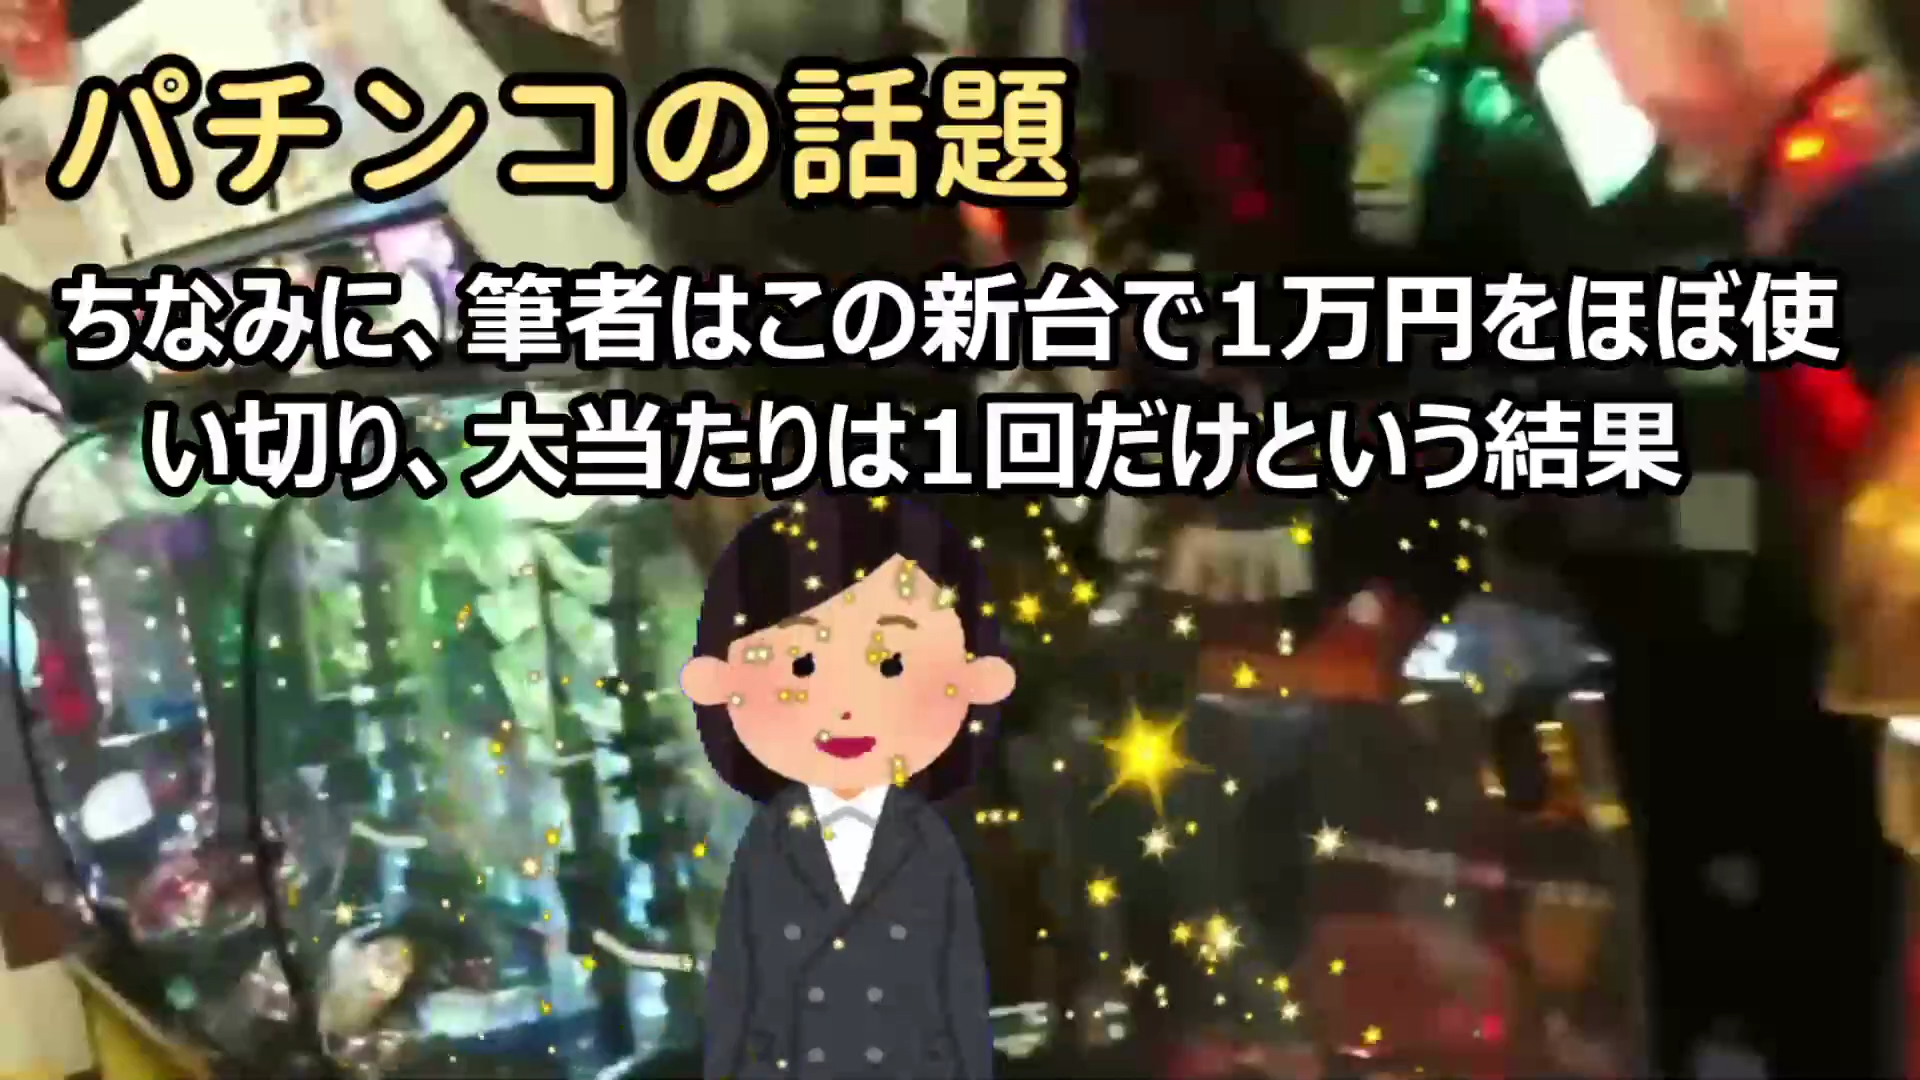 パチンコの話題
ちなみに、筆者はこの新台で1万円をほぼ使
い切り、大当たりは1回だけという結果